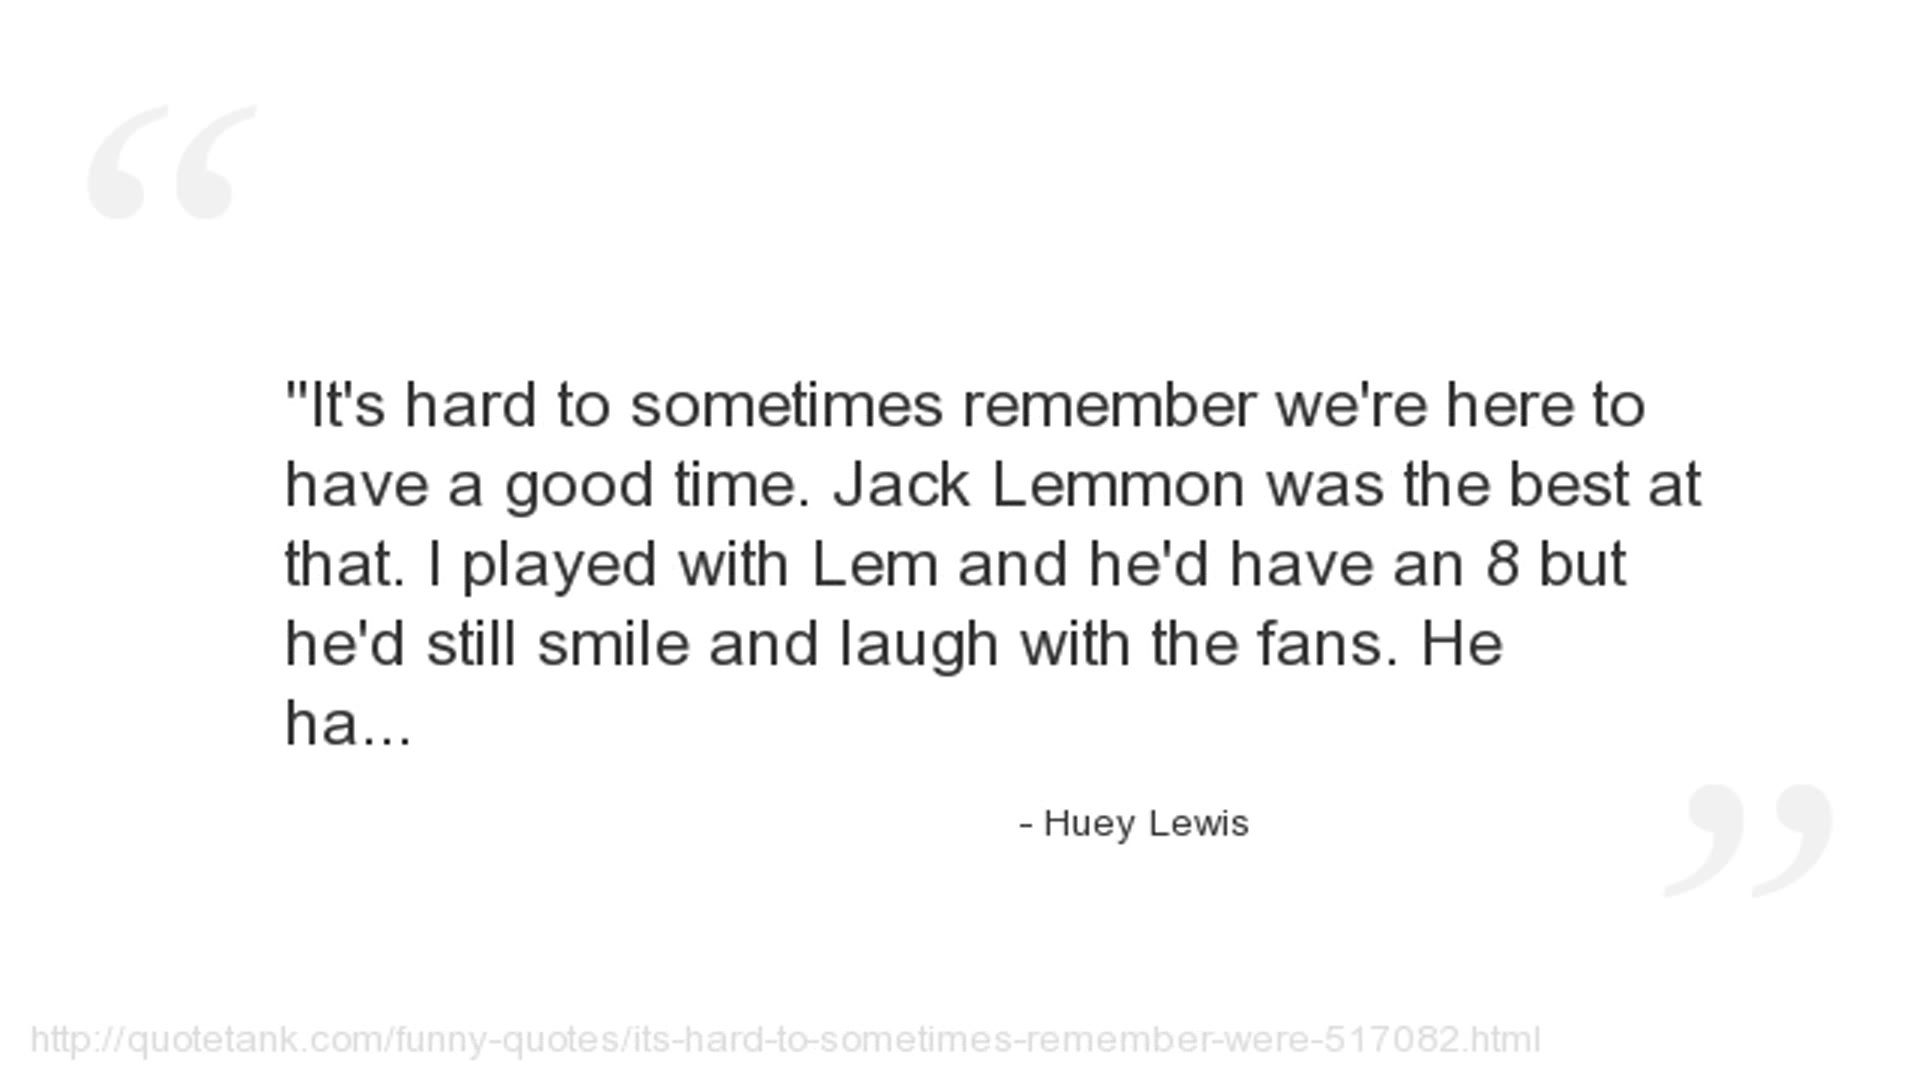 "It's hard to sometimes remember we're here to
have a good time. Jack Lemmon was the best at
that. I played with Lem and he'd have an 8 but
he'd still smile and laugh with the fans. He
ha...
- Huey Lewis
http://quotetank.com/funny-quotes/its-hard-to-sometimes-remember-were-517082.html